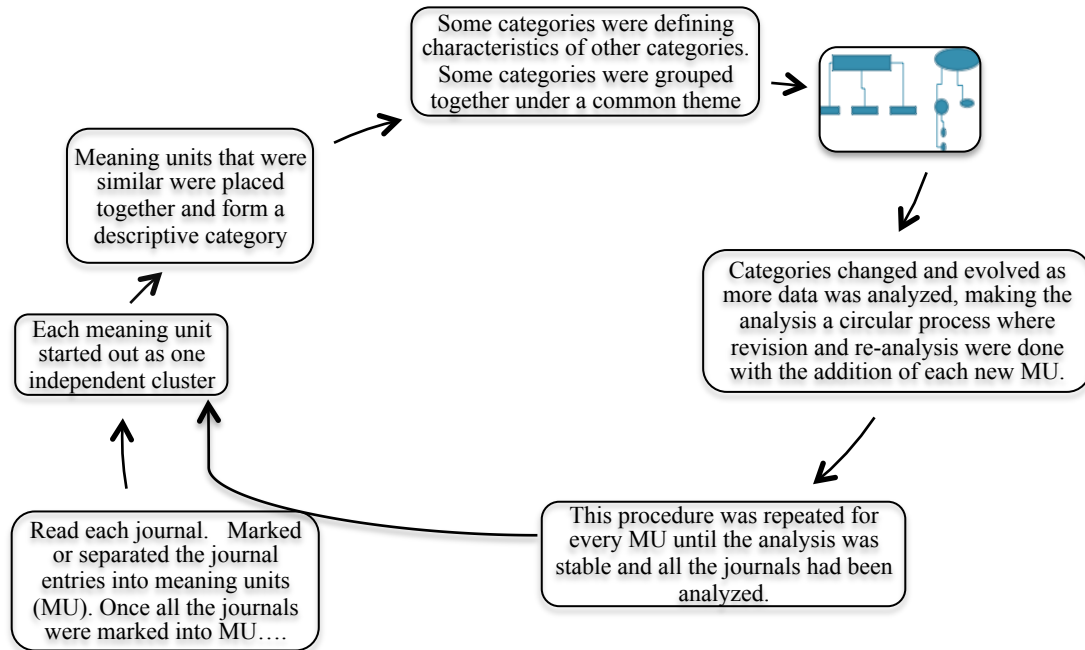 Some categories were defining
characteristics of other categories.
Some categories were grouped
together under a common theme
Meaning units that were
similar were placed
together and form a
descriptive category
Categories changed and evolved as
more data was analyzed, making the
analysis a circular process where
revision and re-analysis were done
with the addition of each new MU.
Each meaning unit
started out as one
independent cluster
Read each journal. Marked
or separated the journal
entries into meaning units
(MU). Once all the journals
were marked into MU….
This procedure was repeated for
every MU until the analysis was
stable and all the journals had been
analyzed.